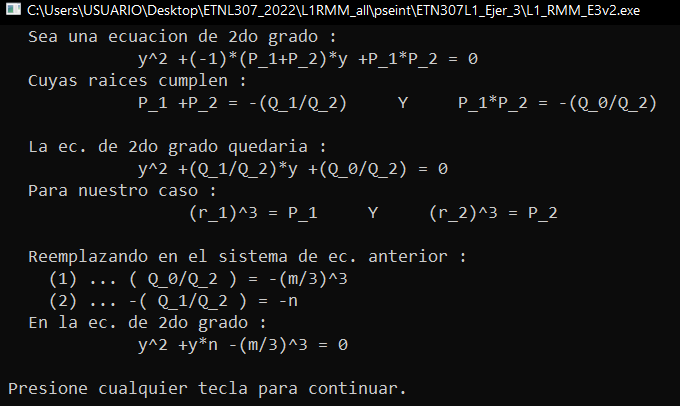 C:\Users\USUARIO\Desktop\ETNL307_2022\L1RMM_all\pseint\ETN307L1_Ejer_3\L1_RMM_E3v2.exe
Sea una ecuacion de 2do grado :
y^2 +(-1)*(P_1+P_2)*y +P_1*P_2 = 0
Cuyas raices cumplen :
P_1 +P_2 = -(Q_1/Q_2)     Y     P_1*P_2 = -(Q_0/Q_2)
La ec. de 2do grado quedaria :
y^2 +(Q_1/Q_2)*y +(Q_0/Q_2) = 0
Para nuestro caso :
(r_1)^3 = P_1     Y     (r_2)^3 = P_2
Reemplazando en el sistema de ec. anterior :
(1) ... ( Q_0/Q_2 ) = -(m/3)^3
(2) ... -( Q_1/Q_2 ) = -n
En la ec. de 2do grado :
y^2 +y*n -(m/3)^3 = 0
Presione cualquier tecla para continuar.